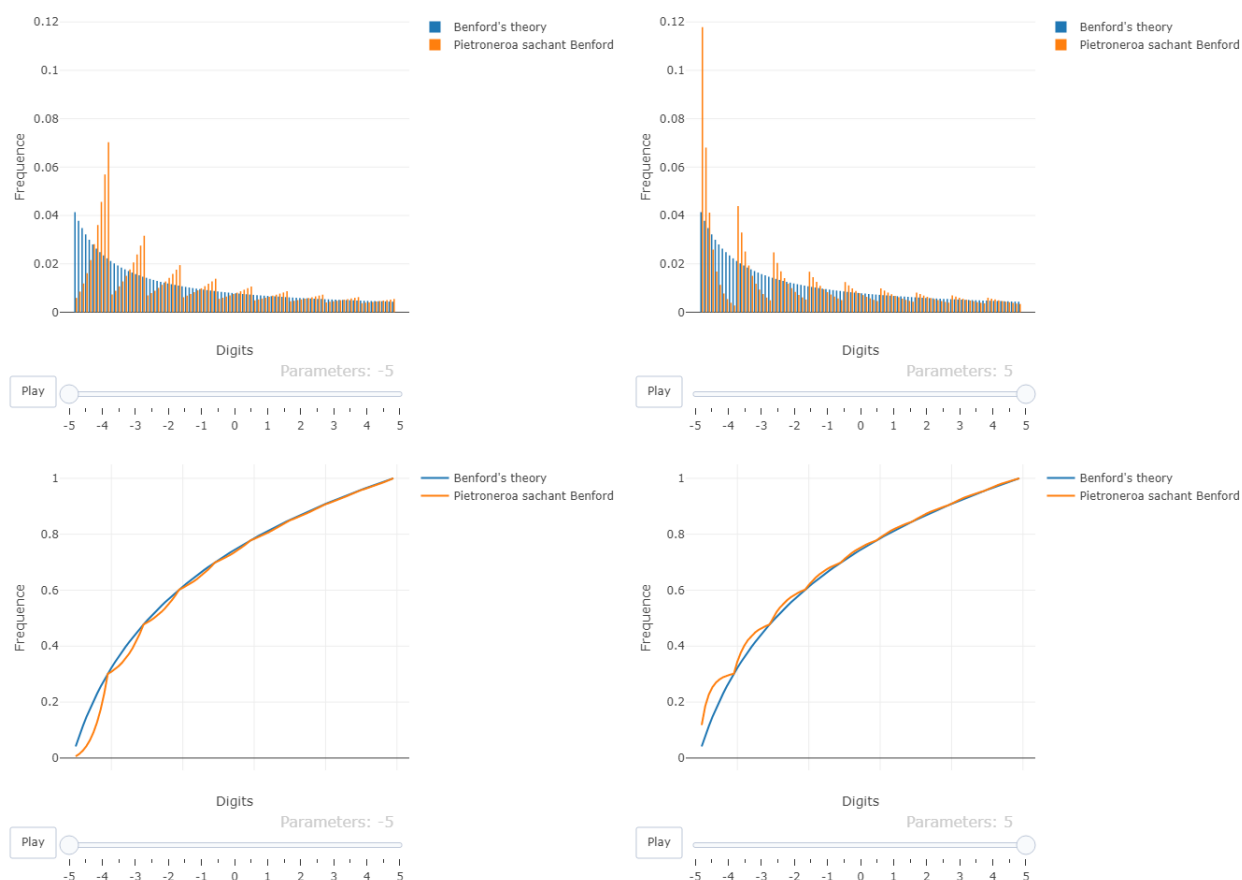 0.12
0.1
0.08
0.06
0.04
0.02
0
Frequence
Digits
Benford's theory
Pietroneroa sachant Benford
Parameters: -5
Play
-5 -4 -3 -2 -1 0 1 2 3 4 5
0.12
0.1
0.08
0.06
0.04
0.02
0
Frequence
Digits
Benford's theory
Pietroneroa sachant Benford
Parameters: 5
Play
-5 -4 -3 -2 -1 0 1 2 3 4 5
1
0.8
0.6
0.4
0.2
0
Frequence
Digits
Benford's theory
Pietroneroa sachant Benford
Parameters: -5
Play
-5 -4 -3 -2 -1 0 1 2 3 4 5
1
0.8
0.6
0.4
0.2
0
Frequence
Digits
Benford's theory
Pietroneroa sachant Benford
Parameters: 5
Play
-5 -4 -3 -2 -1 0 1 2 3 4 5